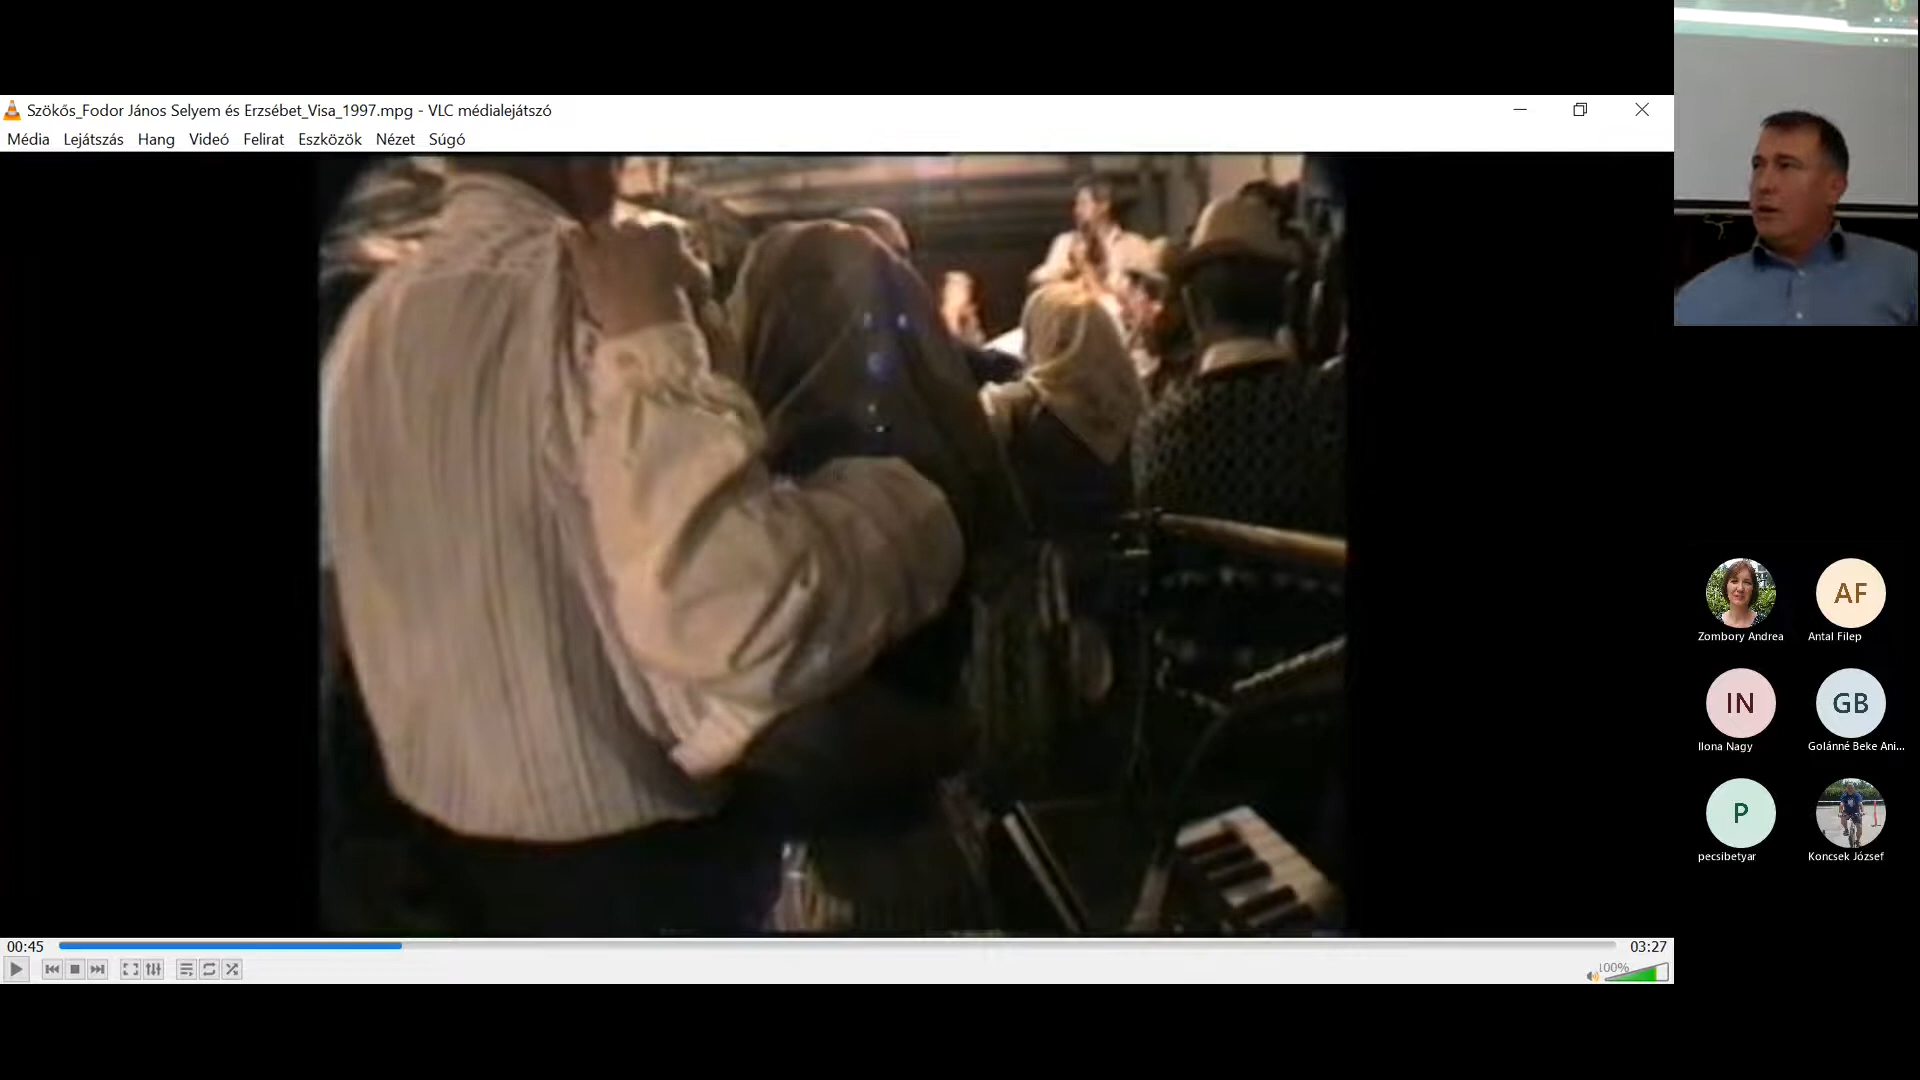 Szökős_Fodor János Selyem és Erzsébet_Visa_1997.mpg - VLC médialejátszó
Média Lejátszás Hang Videó Felirat Eszközök Nézet Súgó
00:45
03:27
100%
AF
Zombory Andrea
Antal Filep
IN
GB
Ilona Nagy
Golánné Beke Ani...
P
pecsibetyar
Koncsek József